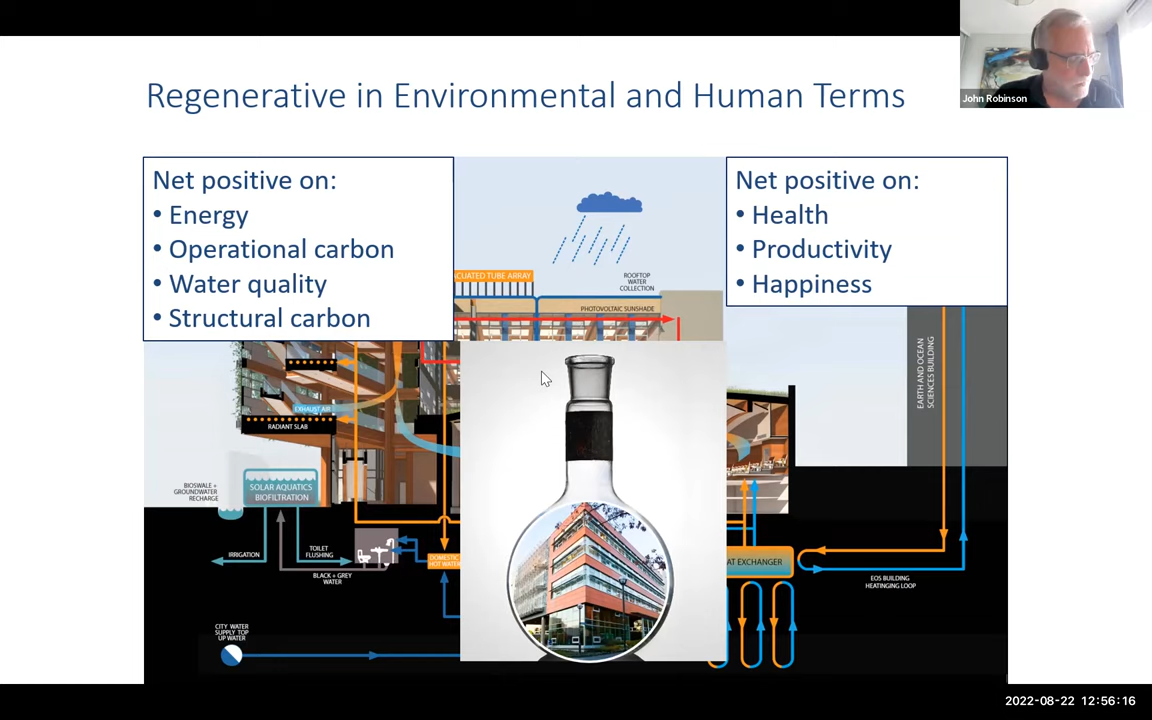 Regenerative in Environmental and Human Terms
John Robinson
Net positive on:
• Energy
• Operational carbon
• Water quality
• Structural carbon
Net positive on:
• Health
• Productivity
• Happiness
ACUATED TUBE ARRAY
ROOFTOP
WATER
COLLECTION
PHOTOVOLTAIC SUNSHADE
EARTH AND OCEAN
SCIENCES BUILDING
EXHAUST AIR
RADIANT SLAB
BIOSWALE +
GROUNDWATER
RECHARGE
SOLAR AQUATICS
BIOFILTRATION
IRRIGATION
TOILET
FLUSHING
BLACK + GREY
WATER
DOMESTIC
HOT WATER
AT EXCHANGER
EOS BUILDING
HEATINGING LOOP
CITY WATER
SUPPLY TOP
UP WATER
2022-08-22 12:56:16